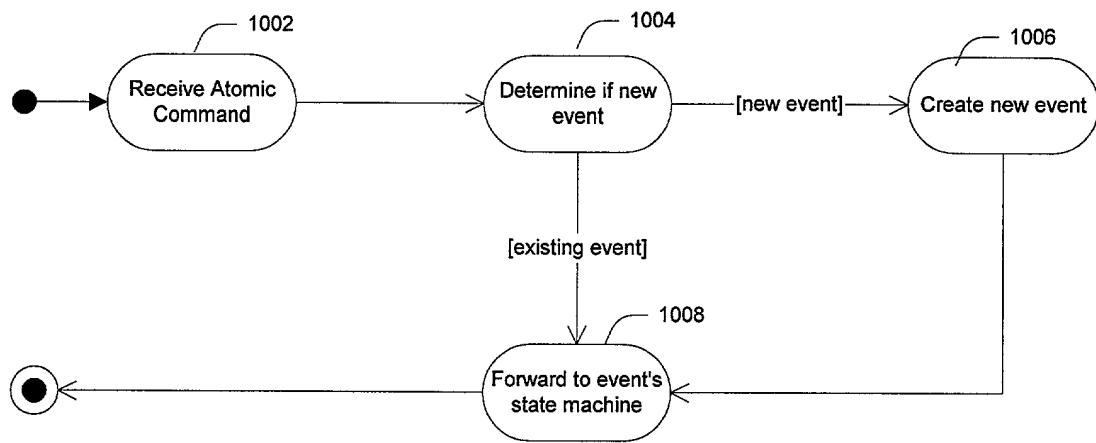 1002
1004
1006
Receive Atomic
Command
Determine if new
event
[new event]
Create new event
[existing event]
1008
Forward to event's
state machine